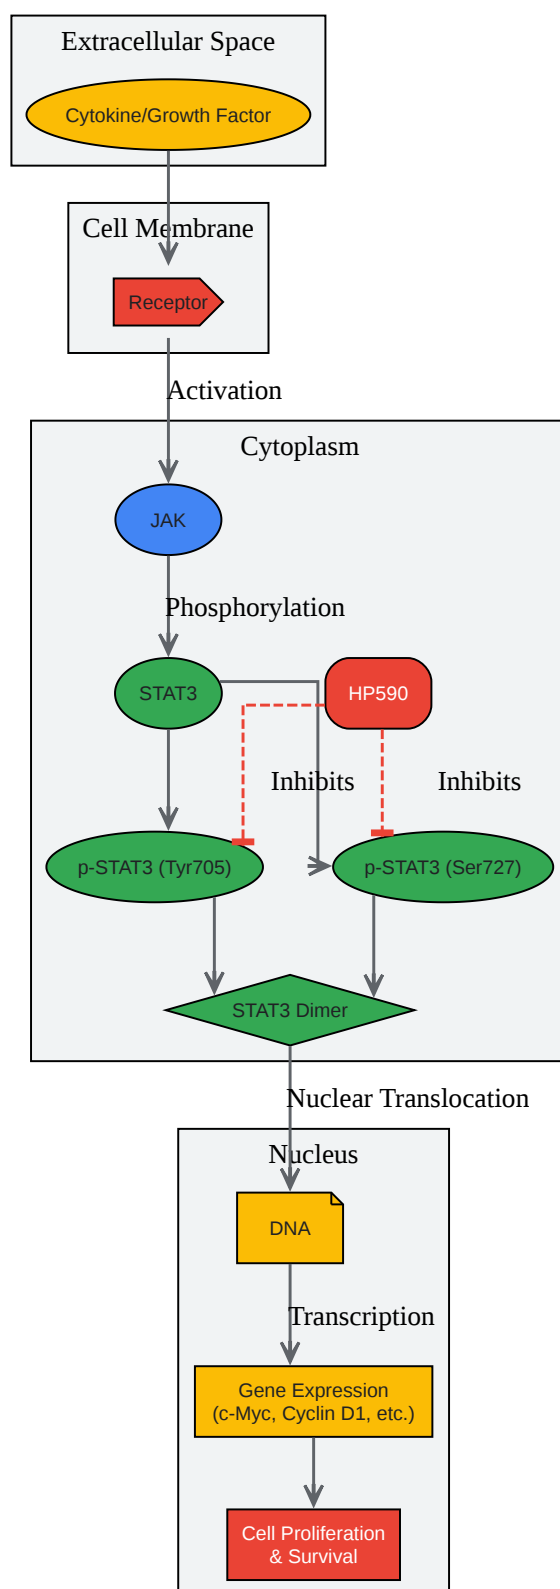 Extracellular Space
Cytokine/Growth Factor
Cell Membrane
Receptor
Activation
Cytoplasm
JAK
Phosphorylation
STAT3
HP590
Inhibits
Inhibits
p-STAT3 (Tyr705)
p-STAT3 (Ser727)
STAT3 Dimer
Nuclear Translocation
Nucleus
DNA
Transcription
Gene Expression
(c-Myc, Cyclin D1, etc.)
Cell Proliferation
& Survival